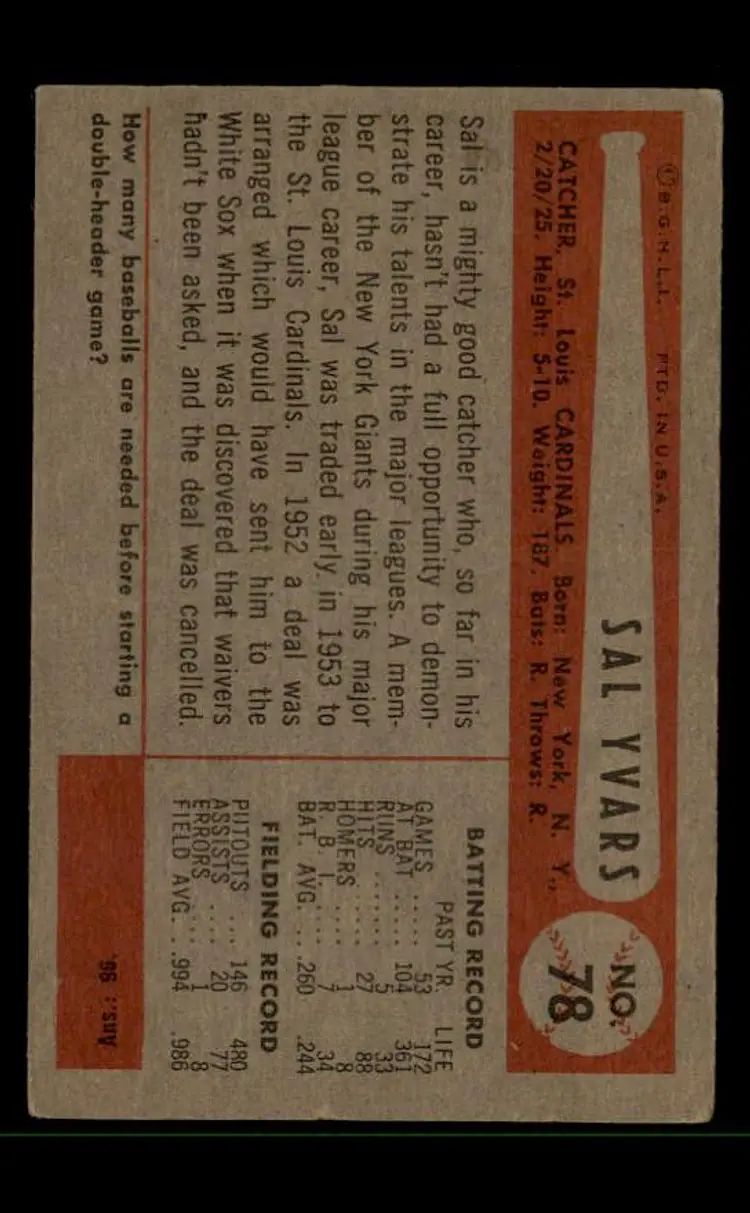 © B.G.H.L.I. PTD. IN U.S.A.
SAL YVARS
NO.
78
CATCHER, St. Louis CARDINALS. Born: New York, N. Y.,
2/20/25. Height: 5-10. Weight: 187. Bats: R. Throws: R.
Sal is a mighty good catcher who, so far in his
career, hasn't had a full opportunity to demon-
strate his talents in the major leagues. A mem-
ber of the New York Giants during his major
league career, Sal was traded early in 1953 to
the St. Louis Cardinals. In 1952 a deal was
arranged which would have sent him to the
White Sox when it was discovered that waivers
hadn't been asked, and the deal was cancelled.
BATTING RECORD
PAST YR. LIFE
GAMES ..... 53 172
AT BAT ..... 104 361
RUNS ....... 5 33
HITS ..... 27 88
HOMERS .... 1 8
R. B. I. .... 7 34
BAT. AVG. .. .260 .244
FIELDING RECORD
PUTOUTS ... 146 480
ASSISTS .... 20 77
ERRORS .... 1 8
FIELD AVG. . .994 .986
How many baseballs are needed before starting a
double-header game?
Ans.: 96.